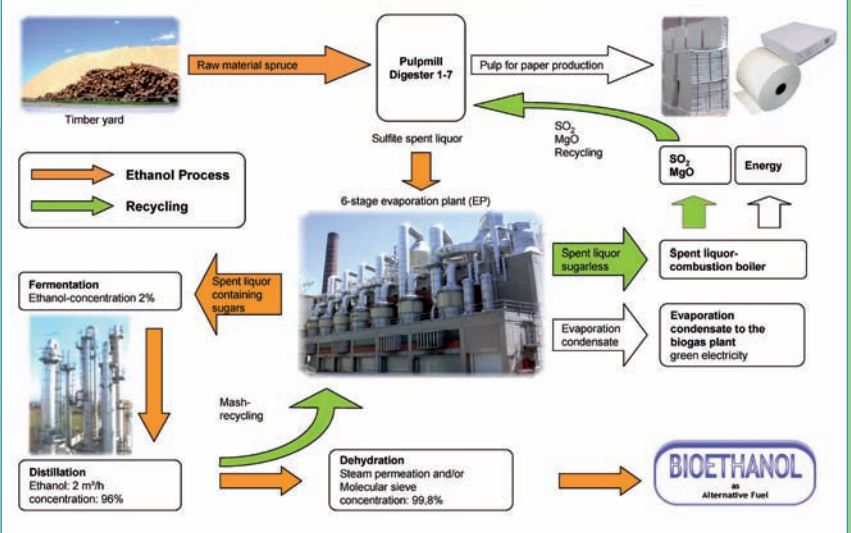 Raw material spruce
Pulpmill
Digester 1-7
Pulp for paper production
Timber yard
Sulfite spent liquor
SO₂
MgO
Recycling
SO₂
MgO
Energy
Ethanol Process
Recycling
6-stage evaporation plant (EP)
Spent liquor
sugarless
Spent liquor-
combustion boiler
Fermentation
Ethanol-concentration 2%
Spent liquor
containing
sugars
Evaporation
condensate
Evaporation
condensate to the
biogas plant
green electricity
Mash-
recycling
Distillation
Ethanol: 2 m³/h
concentration: 96%
Dehydration
Steam permeation and/or
Molecular sieve
concentration: 99,8%
BIOETHANOL
as
Alternative Fuel